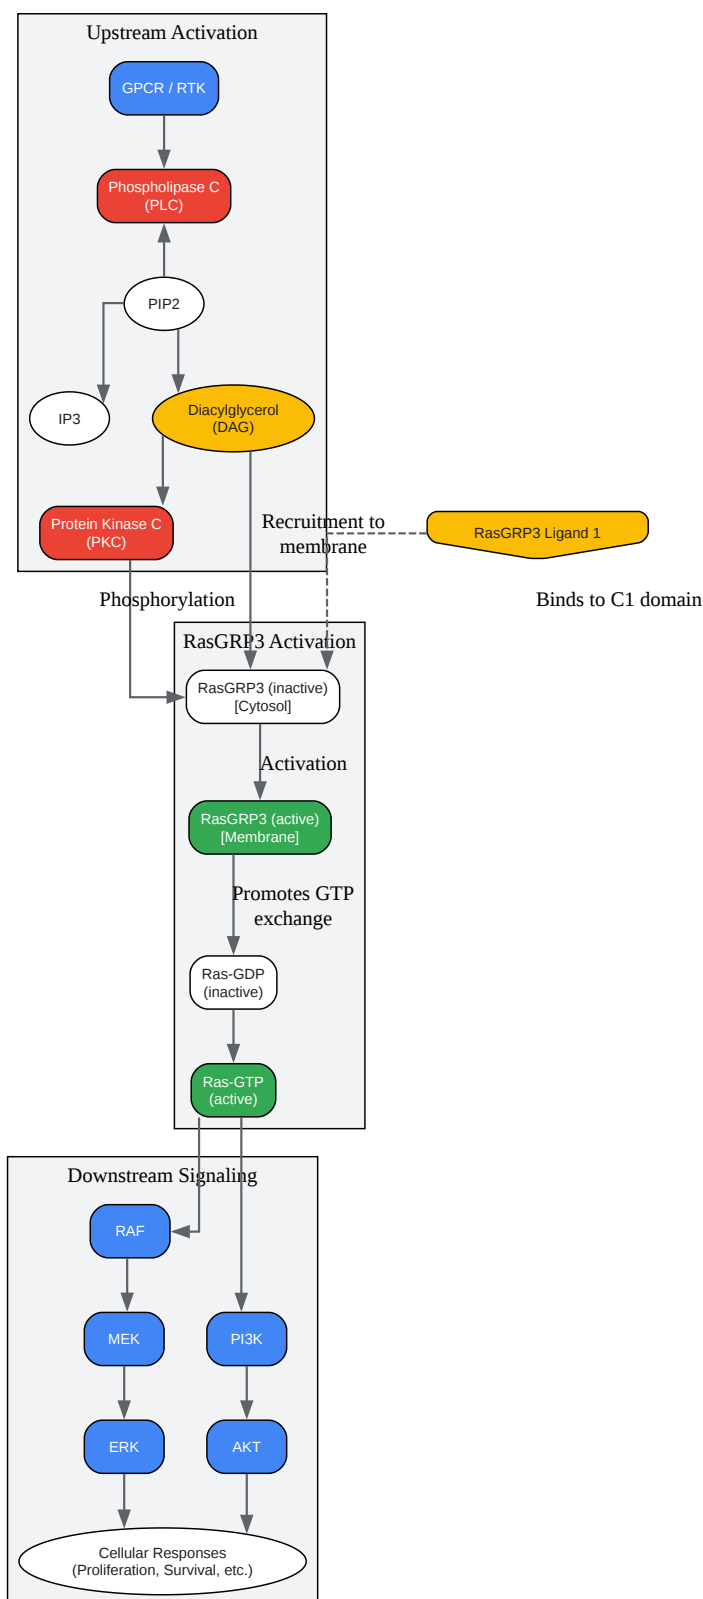 Upstream Activation
GPCR / RTK
Phospholipase C
(PLC)
PIP2
IP3
Diacylglycerol
(DAG)
Protein Kinase C
(PKC)
Recruitment to
membrane
RasGRP3 Ligand 1
Phosphorylation
Binds to C1 domain
RasGRP3 Activation
RasGRP3 (inactive)
[Cytosol]
Activation
RasGRP3 (active)
[Membrane]
Promotes GTP
exchange
Ras-GDP
(inactive)
Ras-GTP
(active)
Downstream Signaling
RAF
MEK
PI3K
ERK
AKT
Cellular Responses
(Proliferation, Survival, etc.)